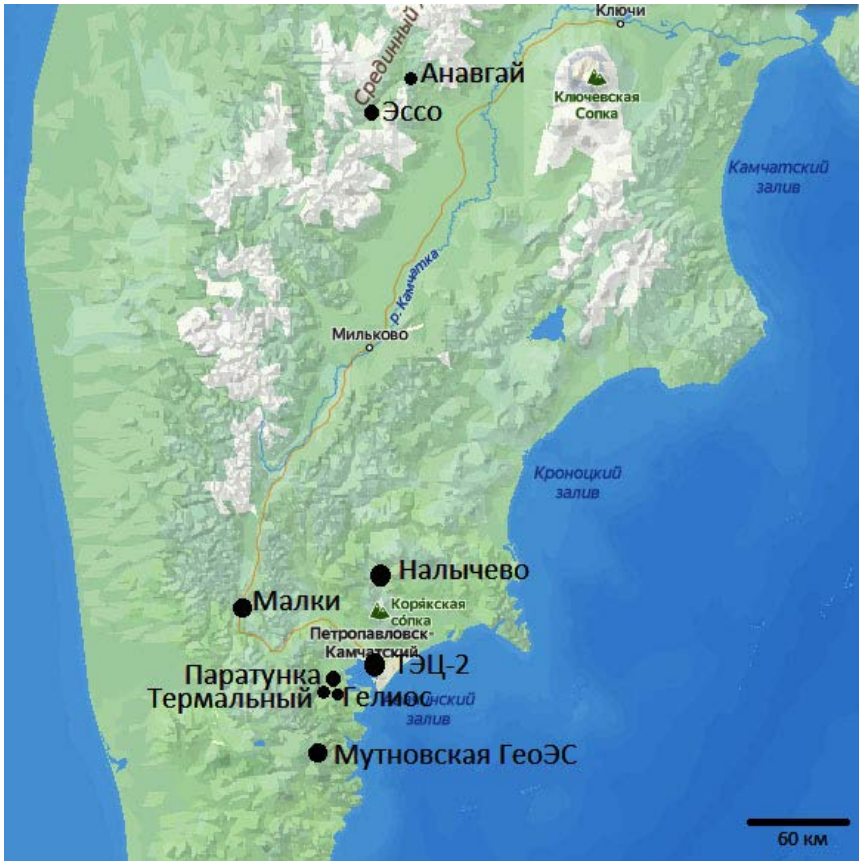 Ключи
Анавгай
Срединный
Эссо
Ключевская
Сопка
Камчатский
залив
р. Камчатка
Мильково
Кроноцкий
залив
Налычево
Малки
Корякская
сопка
Петропавловск-
Камчатский
ТЭЦ-2
Паратунка
Термальный
Гелиос
залив
Мутновская ГеоЭС
60 км